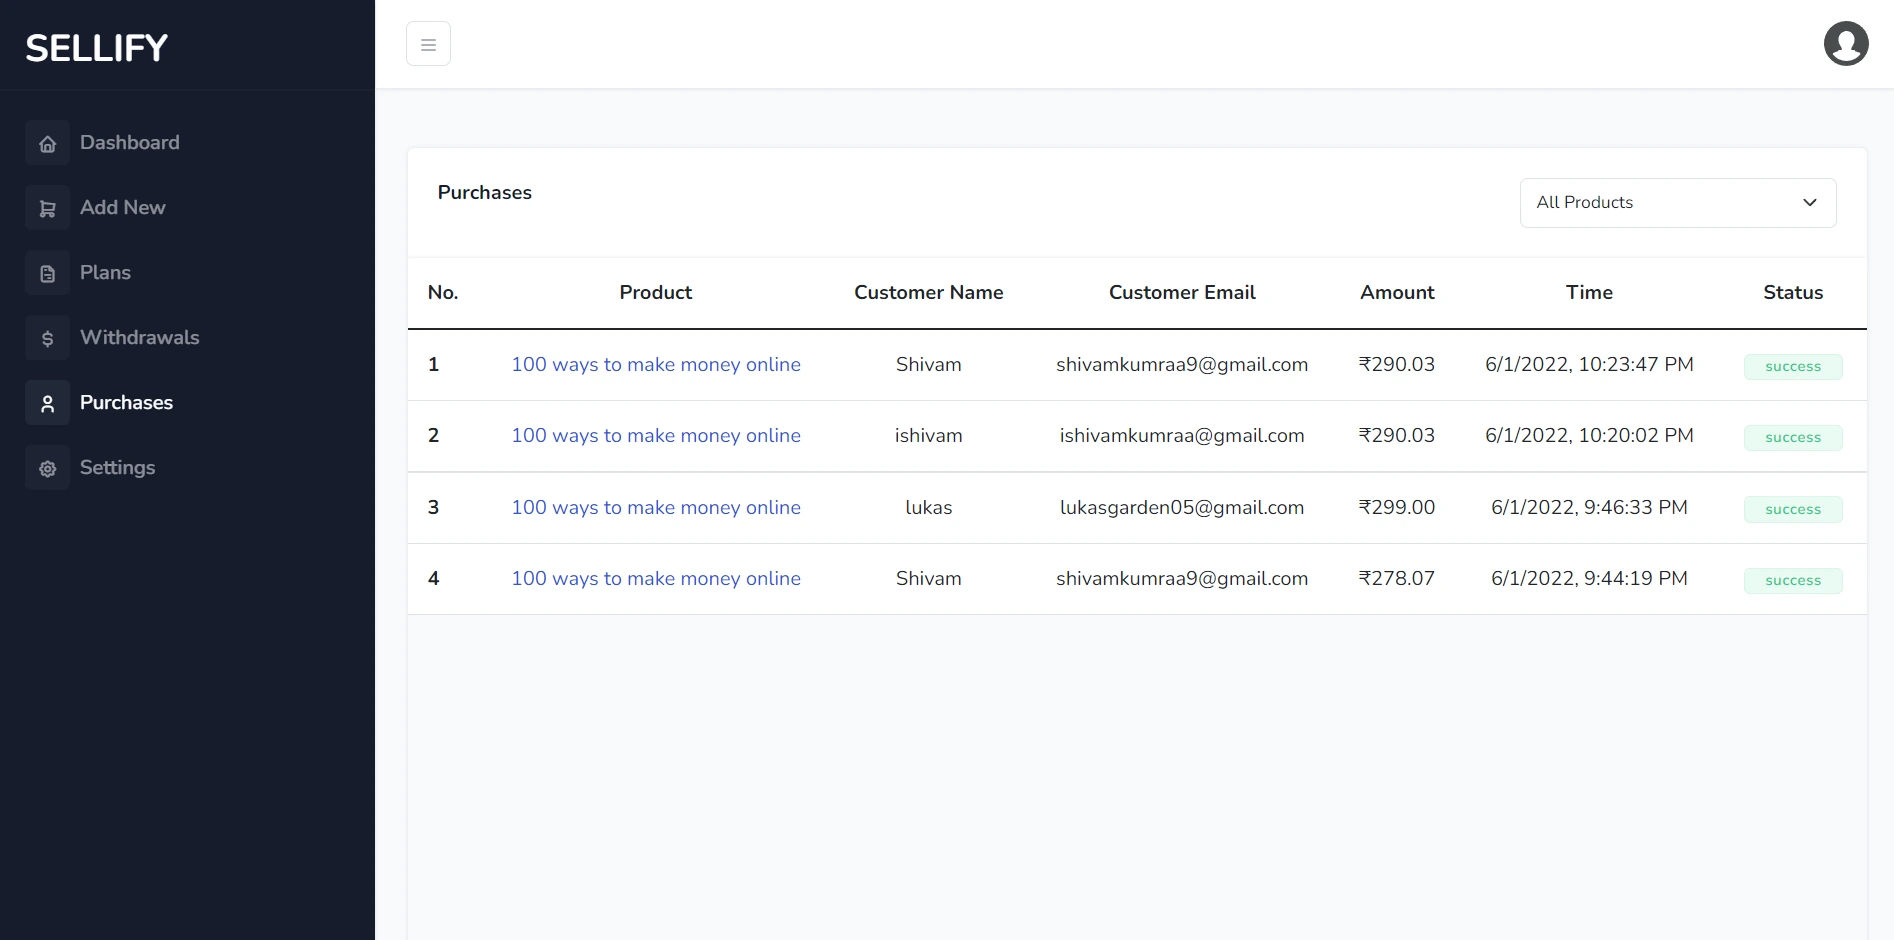 SELLIFY
Dashboard
Add New
Plans
Withdrawals
Purchases
Settings
Purchases
All Products
No. Product Customer Name Customer Email Amount Time Status
1 100 ways to make money online Shivam shivamkumraa9@gmail.com ₹290.03 6/1/2022, 10:23:47 PM success
2 100 ways to make money online ishivam ishivamkumraa@gmail.com ₹290.03 6/1/2022, 10:20:02 PM success
3 100 ways to make money online lukas lukasgarden05@gmail.com ₹299.00 6/1/2022, 9:46:33 PM success
4 100 ways to make money online Shivam shivamkumraa9@gmail.com ₹278.07 6/1/2022, 9:44:19 PM success